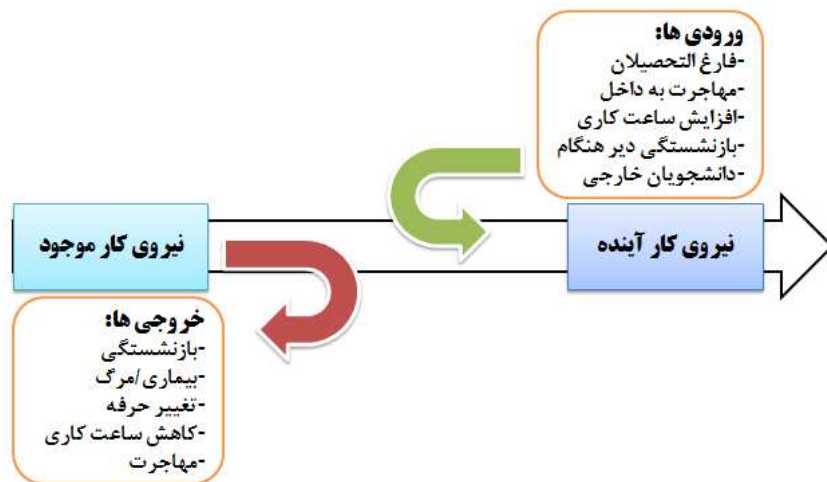 ورودی ها:
-فارغ التحصیلان
-مهاجرت به داخل
-افزایش ساعت کاری
-بازنشستگی دیر هنگام
-دانشجویان خارجی
نیروی کار آینده
نیروی کار موجود
خروجی ها:
-بازنشستگی
-بیماری/مرگ
-تغییر حرفه
-کاهش ساعت کاری
-مهاجرت